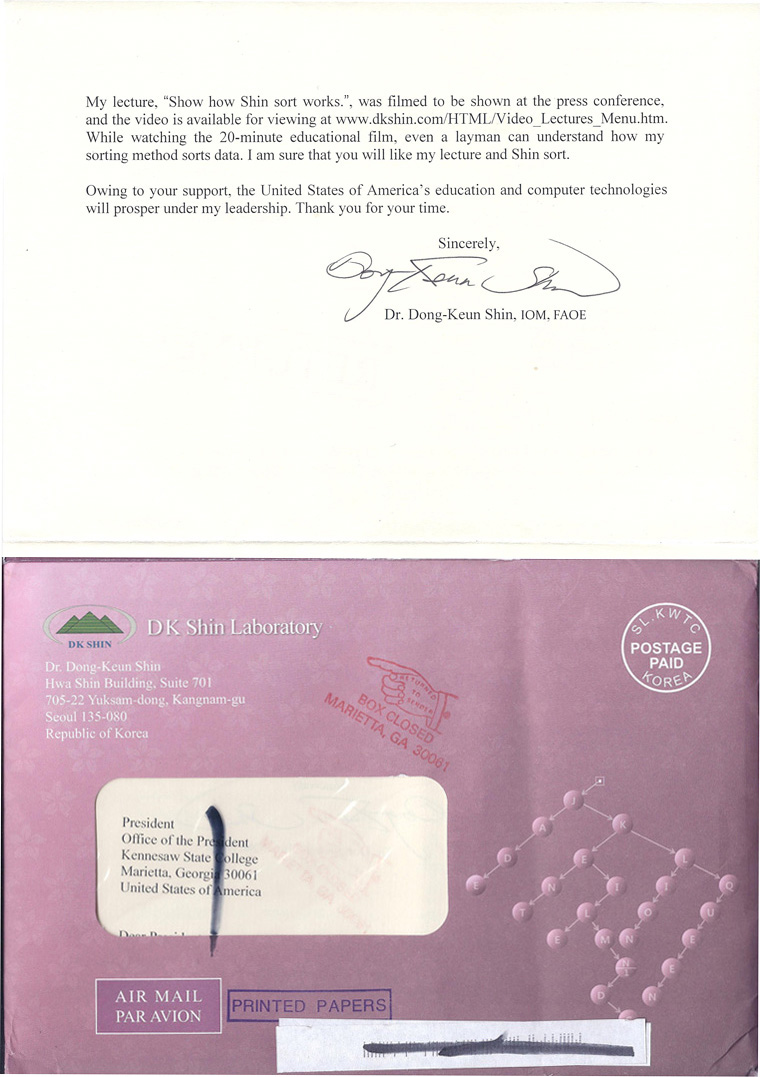 My lecture, “Show how Shin sort works.”, was filmed to be shown at the press conference,
and the video is available for viewing at www.dkshin.com/HTML/Video_Lectures_Menu.htm.
While watching the 20-minute educational film, even a layman can understand how my
sorting method sorts data. I am sure that you will like my lecture and Shin sort.
Owing to your support, the United States of America’s education and computer technologies
will prosper under my leadership. Thank you for your time.
Sincerely,
Dong-Keun Shin
Dr. Dong-Keun Shin, IOM, FAOE
DK SHIN
DK Shin Laboratory
Dr. Dong-Keun Shin
Hwa Shin Building, Suite 701
705-22 Yuksam-dong, Kangnam-gu
Seoul 135-080
Republic of Korea
SL.KWTC
POSTAGE
PAID
KOREA
RETURNED
TO
SENDER
BOX CLOSED
MARIETTA, GA 30061
President
Office of the President
Kennesaw State College
Marietta, Georgia 30061
United States of America
J
A
K
D
E
L
E
N
I
I
Q
T
L
O
U
E
M
N
E
N
E
D
N
AIR MAIL
PAR AVION
PRINTED PAPERS